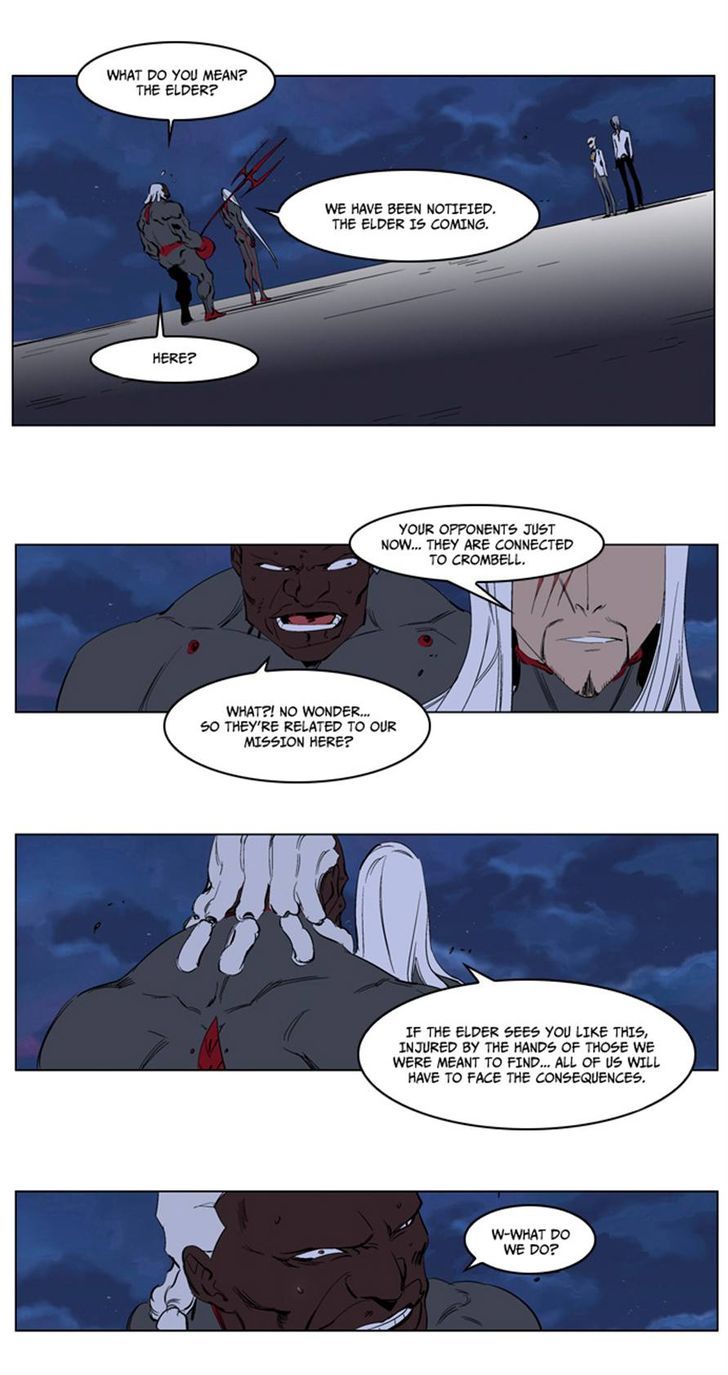 WHAT DO YOU MEAN?
THE ELDER?
WE HAVE BEEN NOTIFIED.
THE ELDER IS COMING.
HERE?
YOUR OPPONENTS JUST
NOW... THEY ARE CONNECTED
TO CROMBELL.
WHAT?! NO WONDER...
SO THEY'RE RELATED TO OUR
MISSION HERE?
IF THE ELDER SEES YOU LIKE THIS,
INJURED BY THE HANDS OF THOSE WE
WERE MEANT TO FIND... ALL OF US WILL
HAVE TO FACE THE CONSEQUENCES.
W-WHAT DO
WE DO?